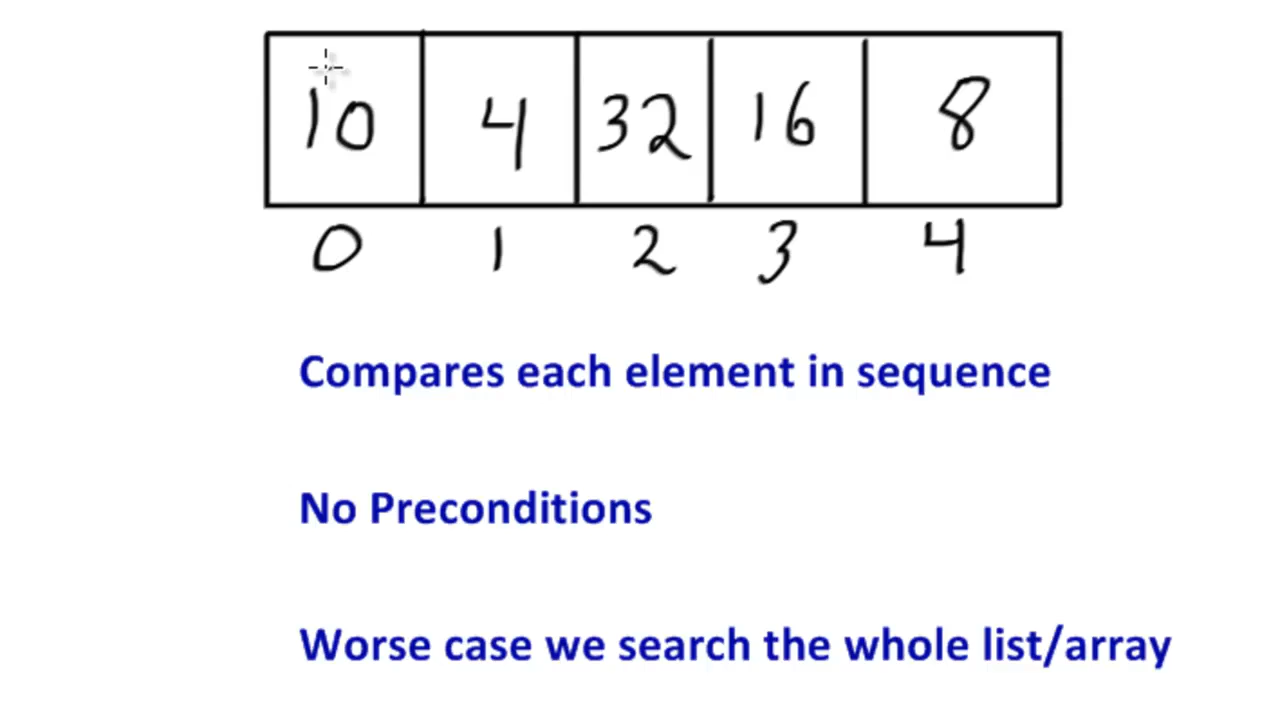 10 4 32 16 8
0 1 2 3 4
Compares each element in sequence
No Preconditions
Worse case we search the whole list/array